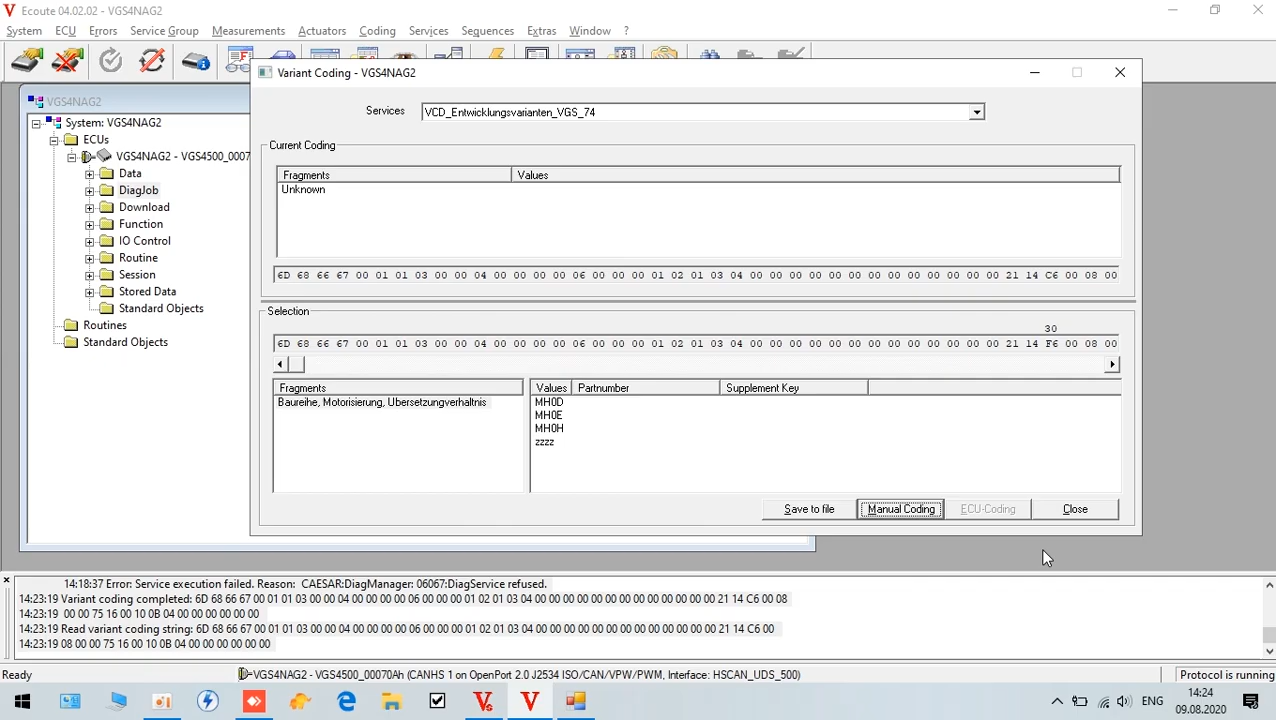 Ecoute 04.02.02 - VGS4NAG2
System ECU Errors Service Group Measurements Actuators Coding Services Sequences Extras Window ?
VGS4NAG2
System: VGS4NAG2
ECUs
VGS4NAG2 - VGS4500_0007
Data
DiagJob
Download
Function
IO Control
Routine
Session
Stored Data
Standard Objects
Routines
Standard Objects
Variant Coding - VGS4NAG2
Services VCD_Entwicklungsvarianten_VGS_74
Current Coding
Fragments Values
Unknown
6D 68 66 67 00 01 01 03 00 00 04 00 00 00 00 06 00 00 00 01 02 01 03 04 00 00 00 00 00 00 00 00 00 00 00 21 14 C6 00 08 00
Selection
30
6D 68 66 67 00 01 01 03 00 00 04 00 00 00 00 06 00 00 00 01 02 01 03 04 00 00 00 00 00 00 00 00 00 00 00 21 14 F6 00 08 00
Fragments Values Partnumber Supplement Key
Baureihe, Motorisierung, Übersetzungverhaltnis
MH0D
MH0E
MH0H
zzzz
Save to file Manual Coding ECU-Coding Close
14:18:37 Error: Service execution failed. Reason: CAESAR:DiagManager: 06067:DiagService refused.
14:23:19 Variant coding completed: 6D 68 66 67 00 01 01 03 00 00 04 00 00 00 00 06 00 00 00 01 02 01 03 04 00 00 00 00 00 00 00 00 00 00 00 21 14 C6 00 08
14:23:19 00 00 75 16 00 10 0B 04 00 00 00 00 00 00
14:23:19 Read variant coding string: 6D 68 66 67 00 01 01 03 00 00 04 00 00 00 00 06 00 00 00 01 02 01 03 04 00 00 00 00 00 00 00 00 00 00 00 21 14 C6 00
14:23:19 08 00 00 75 16 00 10 0B 04 00 00 00 00 00 00
Ready VGS4NAG2 - VGS4500_00070Ah (CANHS 1 on OpenPort 2.0 J2534 ISO/CAN/VPW/PWM, Interface: HSCAN_UDS_500) Protocol is running
ENG 14:24
09.08.2020